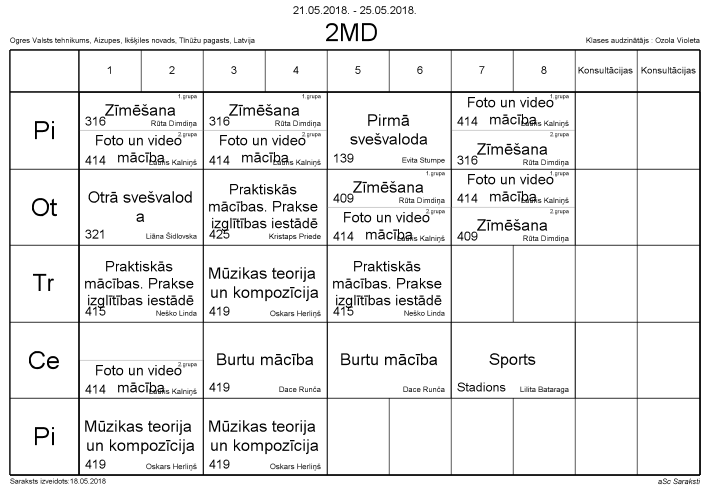 21.05.2018. - 25.05.2018.
Ogres Valsts tehnikums, Aizupes, Ikšķiles novads, Tīnūžu pagasts, Latvija
2MD
Klases audzinātājs : Ozola Violeta
1 2 3 4 5 6 7 8 Konsultācijas Konsultācijas
Pi
1.grupa
Zīmēšana
316 Rūta Dimdiņa
2.grupa
Foto un video
mācība
414 Lauris Kalniņš
1.grupa
Zīmēšana
316 Rūta Dimdiņa
2.grupa
Foto un video
mācība
414 Lauris Kalniņš
Pirmā
svešvaloda
139 Evita Stumpe
1.grupa
Foto un video
mācība
414 Lauris Kalniņš
2.grupa
Zīmēšana
316 Rūta Dimdiņa
Ot
Otrā svešvalod
a
321 Liāna Šidlovska
Praktiskās
mācības. Prakse
izglītības iestādē
425 Kristaps Priede
1.grupa
Zīmēšana
409 Rūta Dimdiņa
2.grupa
Foto un video
mācība
414 Lauris Kalniņš
1.grupa
Foto un video
mācība
414 Lauris Kalniņš
2.grupa
Zīmēšana
409 Rūta Dimdiņa
Tr
Praktiskās
mācības. Prakse
izglītības iestādē
415 Neško Linda
Mūzikas teorija
un kompozīcija
419 Oskars Herliņš
Praktiskās
mācības. Prakse
izglītības iestādē
415 Neško Linda
Ce
2.grupa
Foto un video
mācība
414 Lauris Kalniņš
Burtu mācība
419 Dace Runča
Burtu mācība
Dace Runča
Sports
Stadions Lilita Bataraga
Pi
Mūzikas teorija
un kompozīcija
419 Oskars Herliņš
Mūzikas teorija
un kompozīcija
419 Oskars Herliņš
Saraksts izveidots:18.05.2018
aSc Saraksti